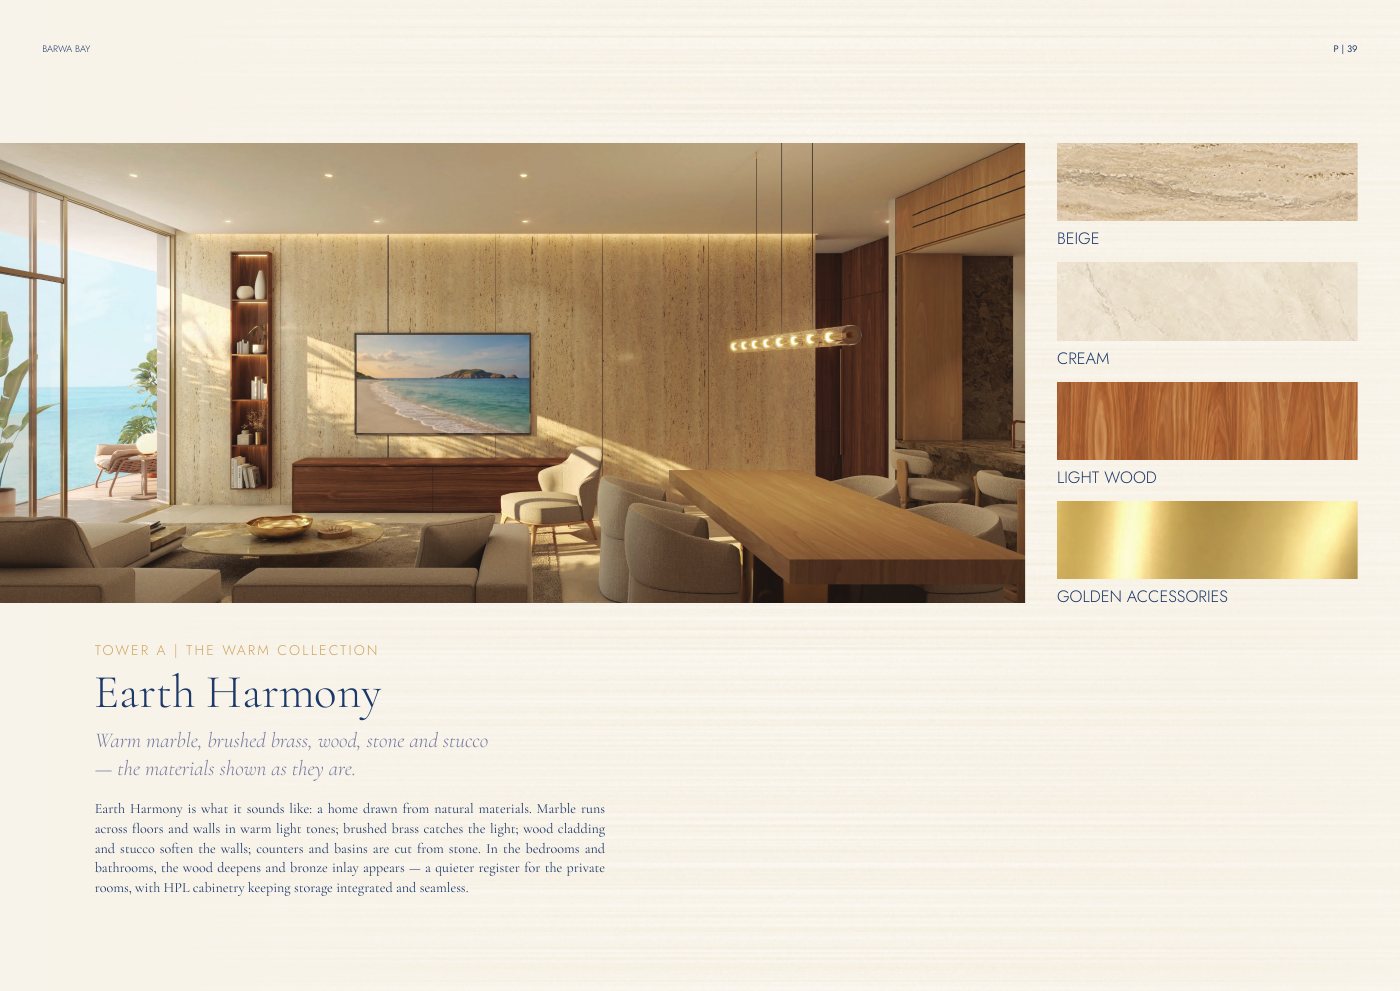 BARWA BAY
P | 39
BEIGE
CREAM
LIGHT WOOD
GOLDEN ACCESSORIES
TOWER A | THE WARM COLLECTION
Earth Harmony
Warm marble, brushed brass, wood, stone and stucco
— the materials shown as they are.
Earth Harmony is what it sounds like: a home drawn from natural materials. Marble runs
across floors and walls in warm light tones; brushed brass catches the light; wood cladding
and stucco soften the walls; counters and basins are cut from stone. In the bedrooms and
bathrooms, the wood deepens and bronze inlay appears — a quieter register for the private
rooms, with HPL cabinetry keeping storage integrated and seamless.